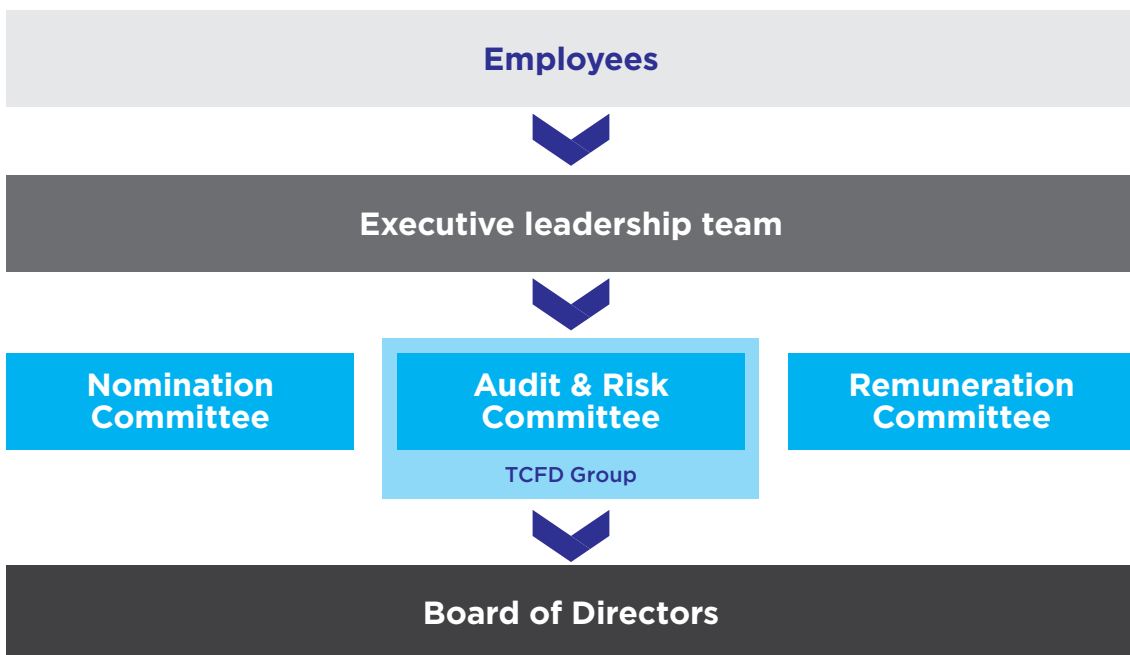 Employees
Executive leadership team
Nomination
Committee
Audit & Risk
Committee
TCFD Group
Remuneration
Committee
Board of Directors